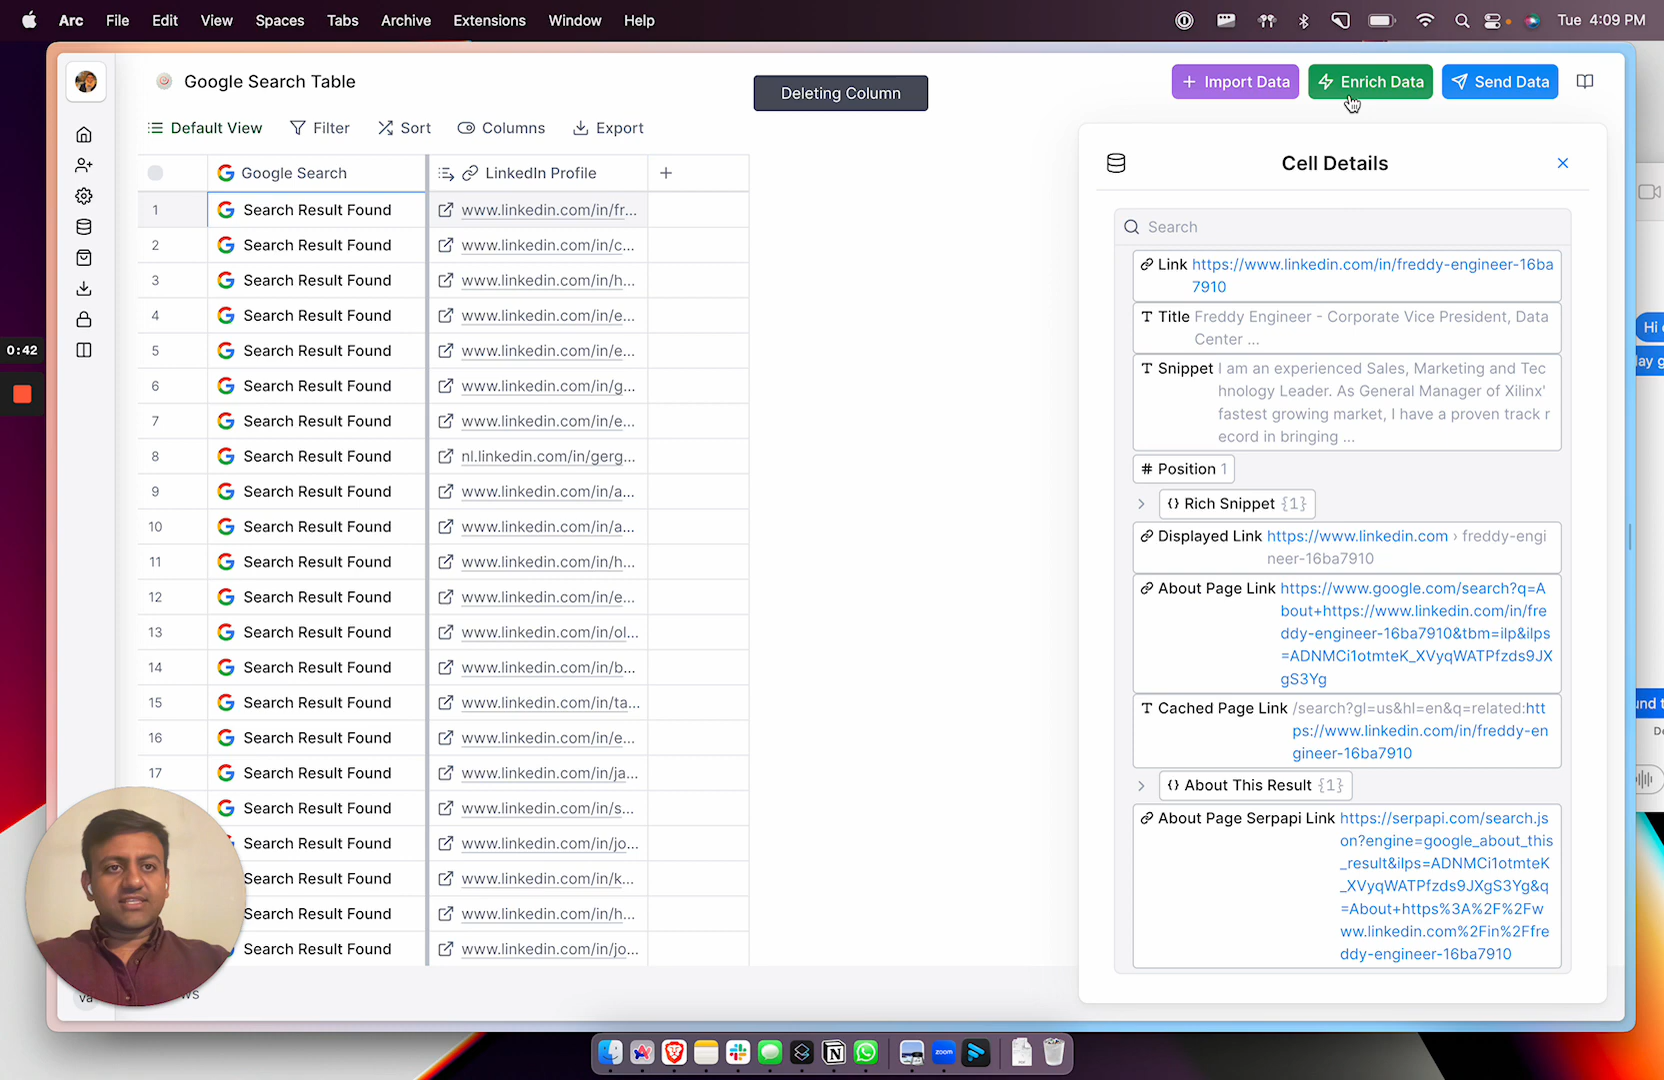 Arc File Edit View Spaces Tabs Archive Extensions Window Help
Tue 4:09 PM
Google Search Table
Deleting Column
Import Data
Enrich Data
Send Data
Default View Filter Sort Columns Export
Google Search LinkedIn Profile
1 Search Result Found www.linkedin.com/in/fr...
2 Search Result Found www.linkedin.com/in/c...
3 Search Result Found www.linkedin.com/in/h...
4 Search Result Found www.linkedin.com/in/e...
5 Search Result Found www.linkedin.com/in/e...
6 Search Result Found www.linkedin.com/in/g...
7 Search Result Found www.linkedin.com/in/e...
8 Search Result Found nl.linkedin.com/in/gerg...
9 Search Result Found www.linkedin.com/in/a...
10 Search Result Found www.linkedin.com/in/a...
11 Search Result Found www.linkedin.com/in/h...
12 Search Result Found www.linkedin.com/in/e...
13 Search Result Found www.linkedin.com/in/ol...
14 Search Result Found www.linkedin.com/in/b...
15 Search Result Found www.linkedin.com/in/ta...
16 Search Result Found www.linkedin.com/in/e...
17 Search Result Found www.linkedin.com/in/ja...
Search Result Found www.linkedin.com/in/s...
Search Result Found www.linkedin.com/in/jo...
Search Result Found www.linkedin.com/in/k...
Search Result Found www.linkedin.com/in/h...
Search Result Found www.linkedin.com/in/jo...
0:42
Cell Details
Search
Link https://www.linkedin.com/in/freddy-engineer-16ba
7910
Title Freddy Engineer - Corporate Vice President, Data
Center ...
Snippet I am an experienced Sales, Marketing and Tec
hnology Leader. As General Manager of Xilinx'
fastest growing market, I have a proven track r
ecord in bringing ...
# Position 1
{} Rich Snippet {1}
Displayed Link https://www.linkedin.com › freddy-engi
neer-16ba7910
About Page Link https://www.google.com/search?q=A
bout+https://www.linkedin.com/in/fre
ddy-engineer-16ba7910&tbm=ilp&ilps
=ADNMCi1otmteK_XVyqWATPfzds9JX
gS3Yg
Cached Page Link /search?gl=us&hl=en&q=related:htt
ps://www.linkedin.com/in/freddy-en
gineer-16ba7910
{} About This Result {1}
About Page Serpapi Link https://serpapi.com/search.js
on?engine=google_about_this
_result&ilps=ADNMCi1otmteK
_XVyqWATPfzds9JXgS3Yg&q
=About+https%3A%2F%2Fw
ww.linkedin.com%2Fin%2Ffre
ddy-engineer-16ba7910
Hi
zoom